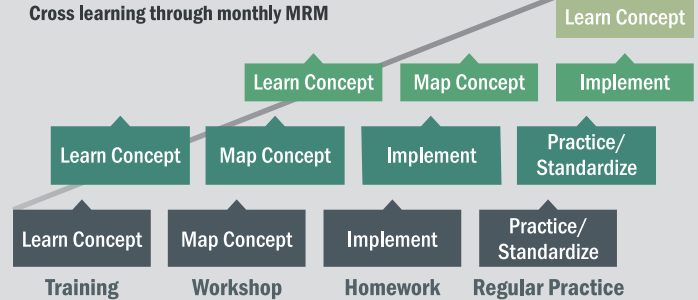 Cross learning through monthly MRM
Learn Concept
Learn Concept
Map Concept
Implement
Learn Concept
Map Concept
Implement
Practice/
Standardize
Learn Concept
Map Concept
Implement
Practice/
Standardize
Training
Workshop
Homework
Regular Practice